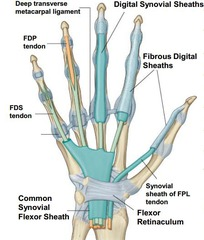 Deep transverse
metacarpal ligament
Digital Synovial Sheaths
FDP
tendon
Fibrous Digital
Sheaths
FDS
tendon
Synovial
sheath of FPL
tendon
Common
Synovial
Flexor Sheath
Flexor
Retinaculum